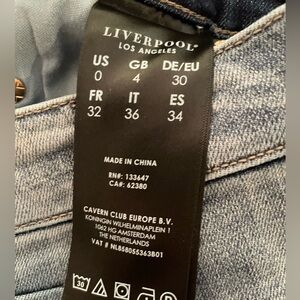 LIVERPOOL
LOS ANGELES
US GB DE/EU
0 4 30
FR IT ES
32 36 34
MADE IN CHINA
RN#: 133647
CA#: 62380
CAVERN CLUB EUROPE B.V.
KONINGIN WILHELMINAPLEIN 1
1062 HG AMSTERDAM
THE NETHERLANDS
VAT # NL858055363B01
30